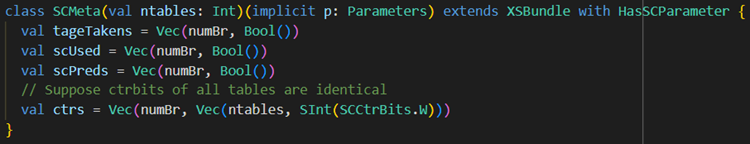 class SCMeta(val ntables: Int)(implicit p: Parameters) extends XSBundle with HasSCParameter {
  val tageTakens = Vec(numBr, Bool())
  val scUsed = Vec(numBr, Bool())
  val scPreds = Vec(numBr, Bool())
  // Suppose ctrbits of all tables are identical
  val ctrs = Vec(numBr, Vec(ntables, SInt(SCCtrBits.W)))
}